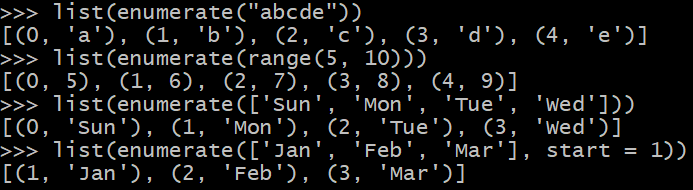 >>> list(enumerate("abcde"))
[(0, 'a'), (1, 'b'), (2, 'c'), (3, 'd'), (4, 'e')]
>>> list(enumerate(range(5, 10)))
[(0, 5), (1, 6), (2, 7), (3, 8), (4, 9)]
>>> list(enumerate(['Sun', 'Mon', 'Tue', 'Wed']))
[(0, 'Sun'), (1, 'Mon'), (2, 'Tue'), (3, 'Wed')]
>>> list(enumerate(['Jan', 'Feb', 'Mar'], start = 1))
[(1, 'Jan'), (2, 'Feb'), (3, 'Mar')]